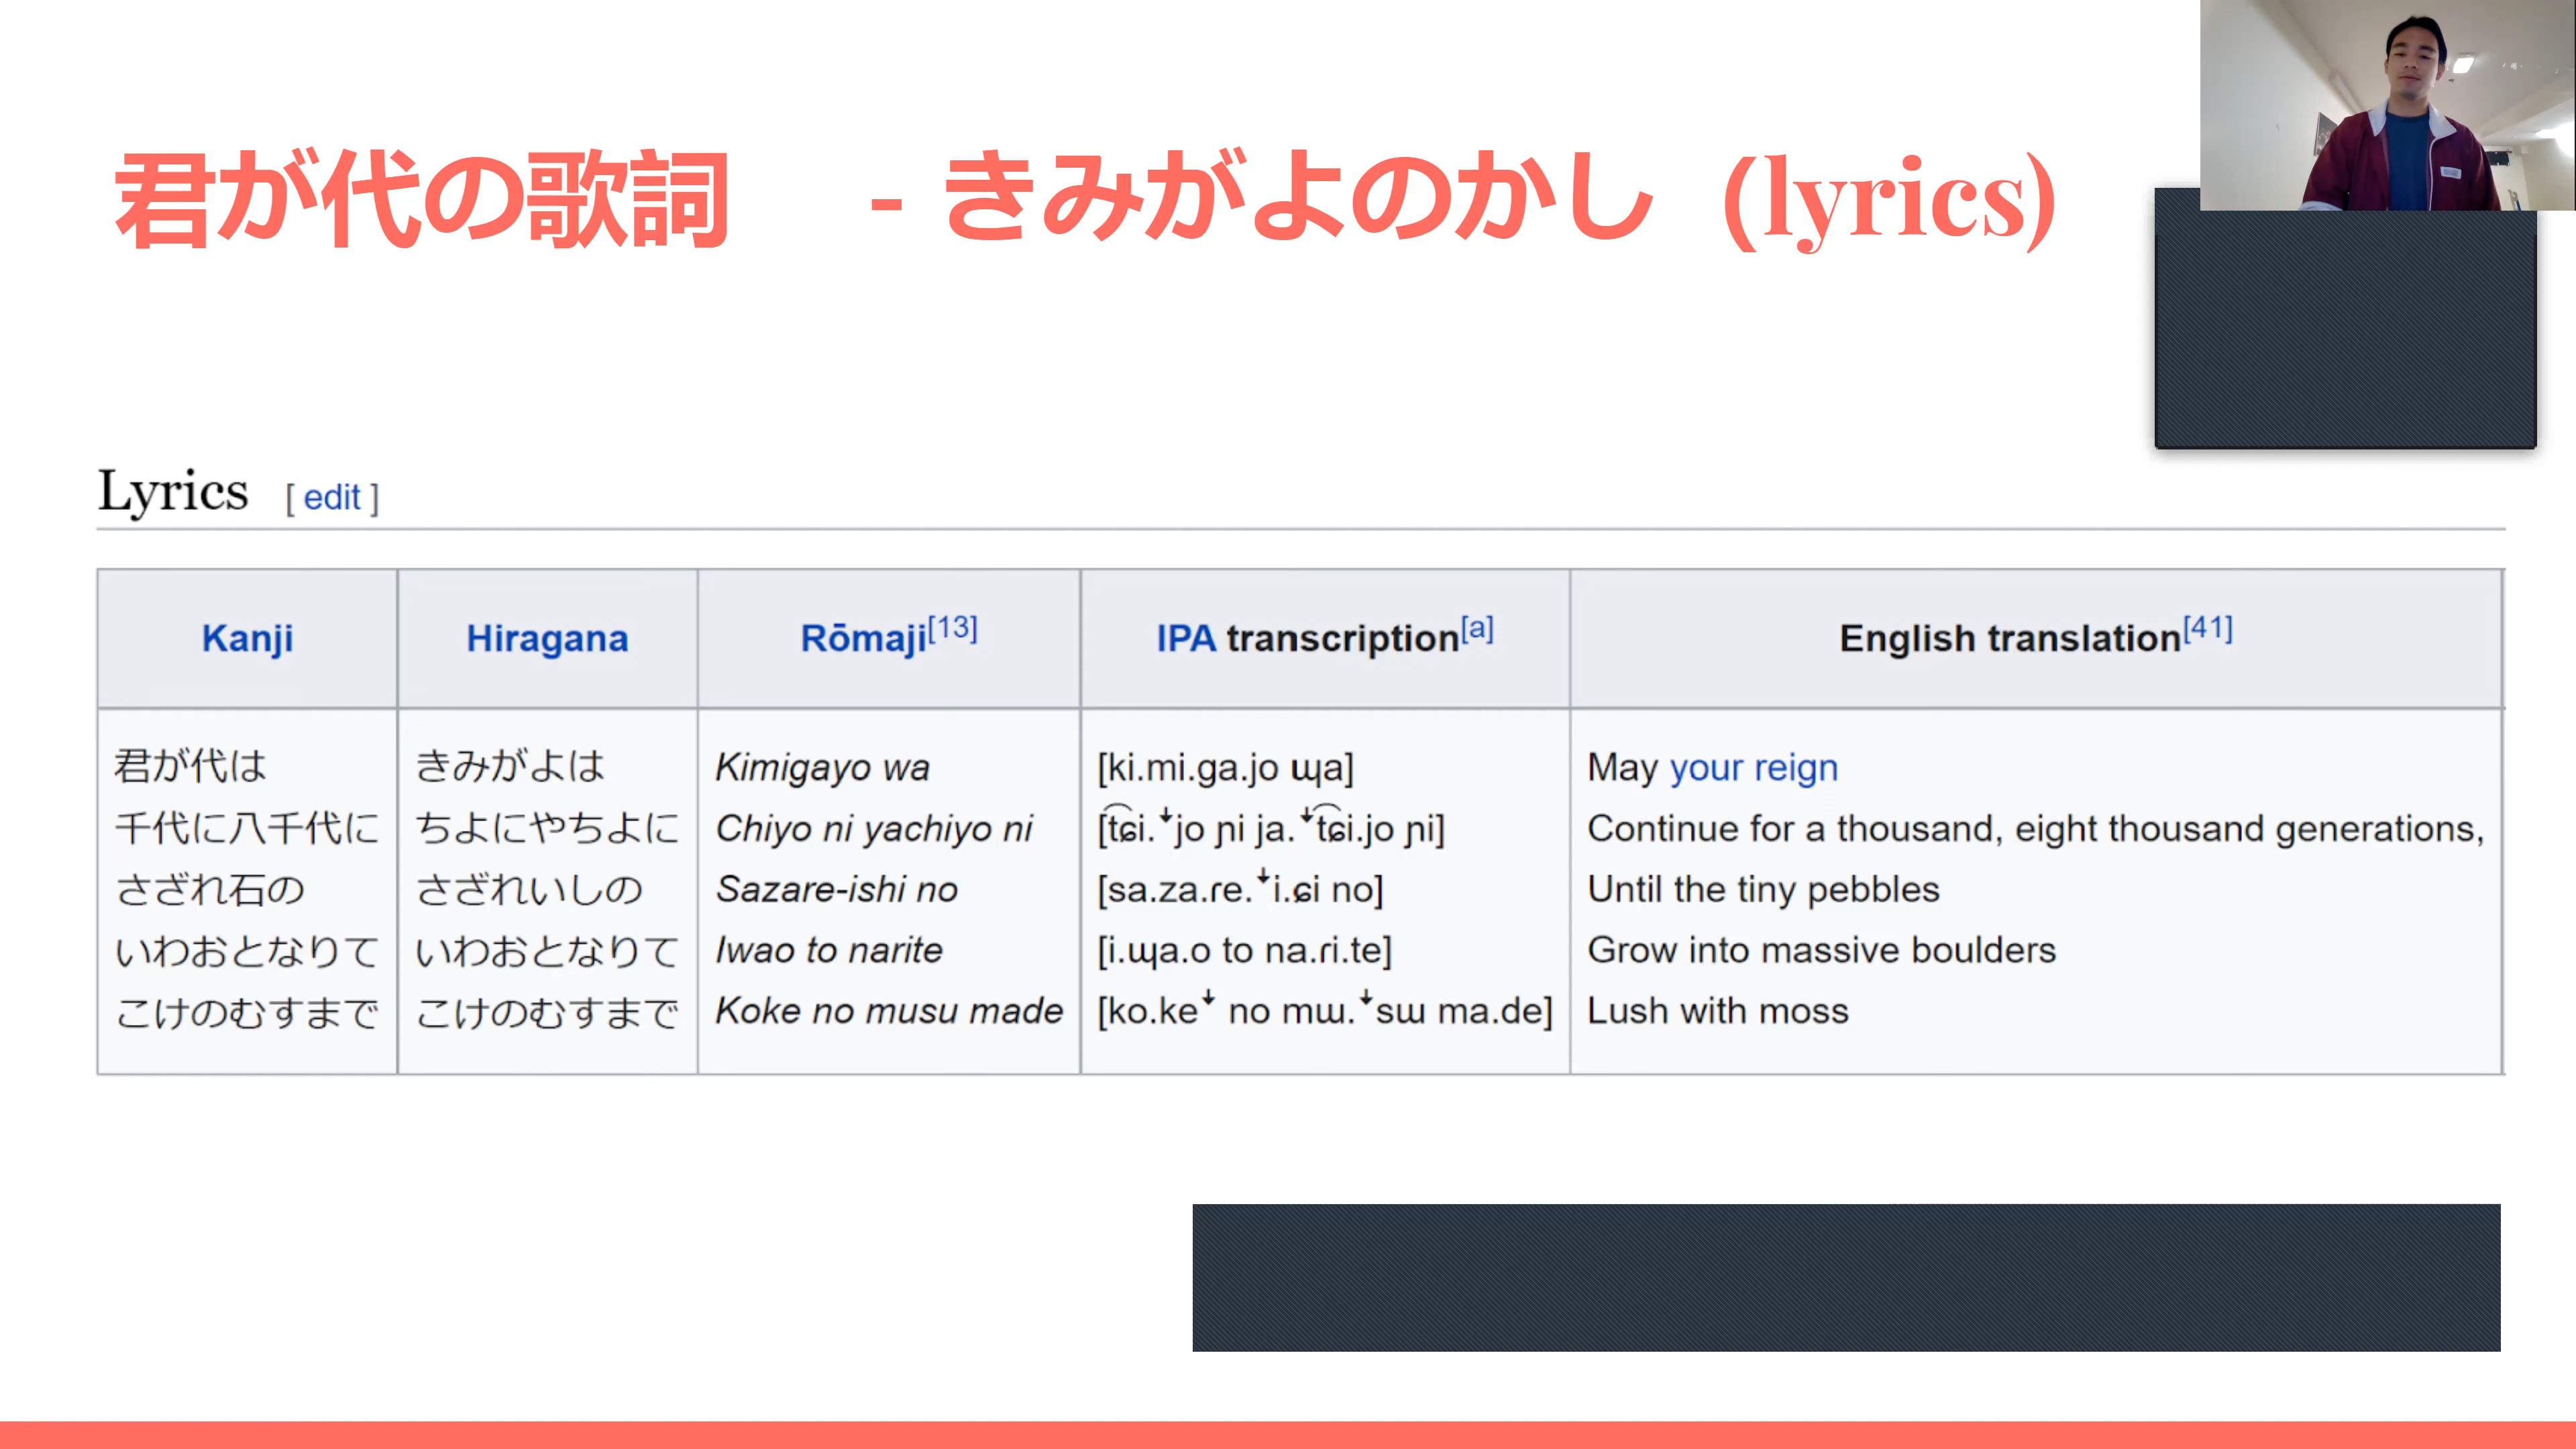 君が代の歌詞 - きみがよのかし (lyrics)
Lyrics [ edit ]
Kanji Hiragana Rōmaji[13] IPA transcription[a] English translation[41]
君が代は きみがよは Kimigayo wa [ki.mi.ga.jo ɰa] May your reign
千代に八千代に ちよにやちよに Chiyo ni yachiyo ni [t͡ɕi.ꜜjo ɲi ja.ꜜt͡ɕi.jo ɲi] Continue for a thousand, eight thousand generations,
さざれ石の さざれいしの Sazare-ishi no [sa.za.ɾe.ꜜi.ɕi no] Until the tiny pebbles
いわおとなりて いわおとなりて Iwao to narite [i.ɰa.o to na.ɾi.te] Grow into massive boulders
こけのむすまで こけのむすまで Koke no musu made [ko.keꜜ no mɯ.ꜜsɯ ma.de] Lush with moss